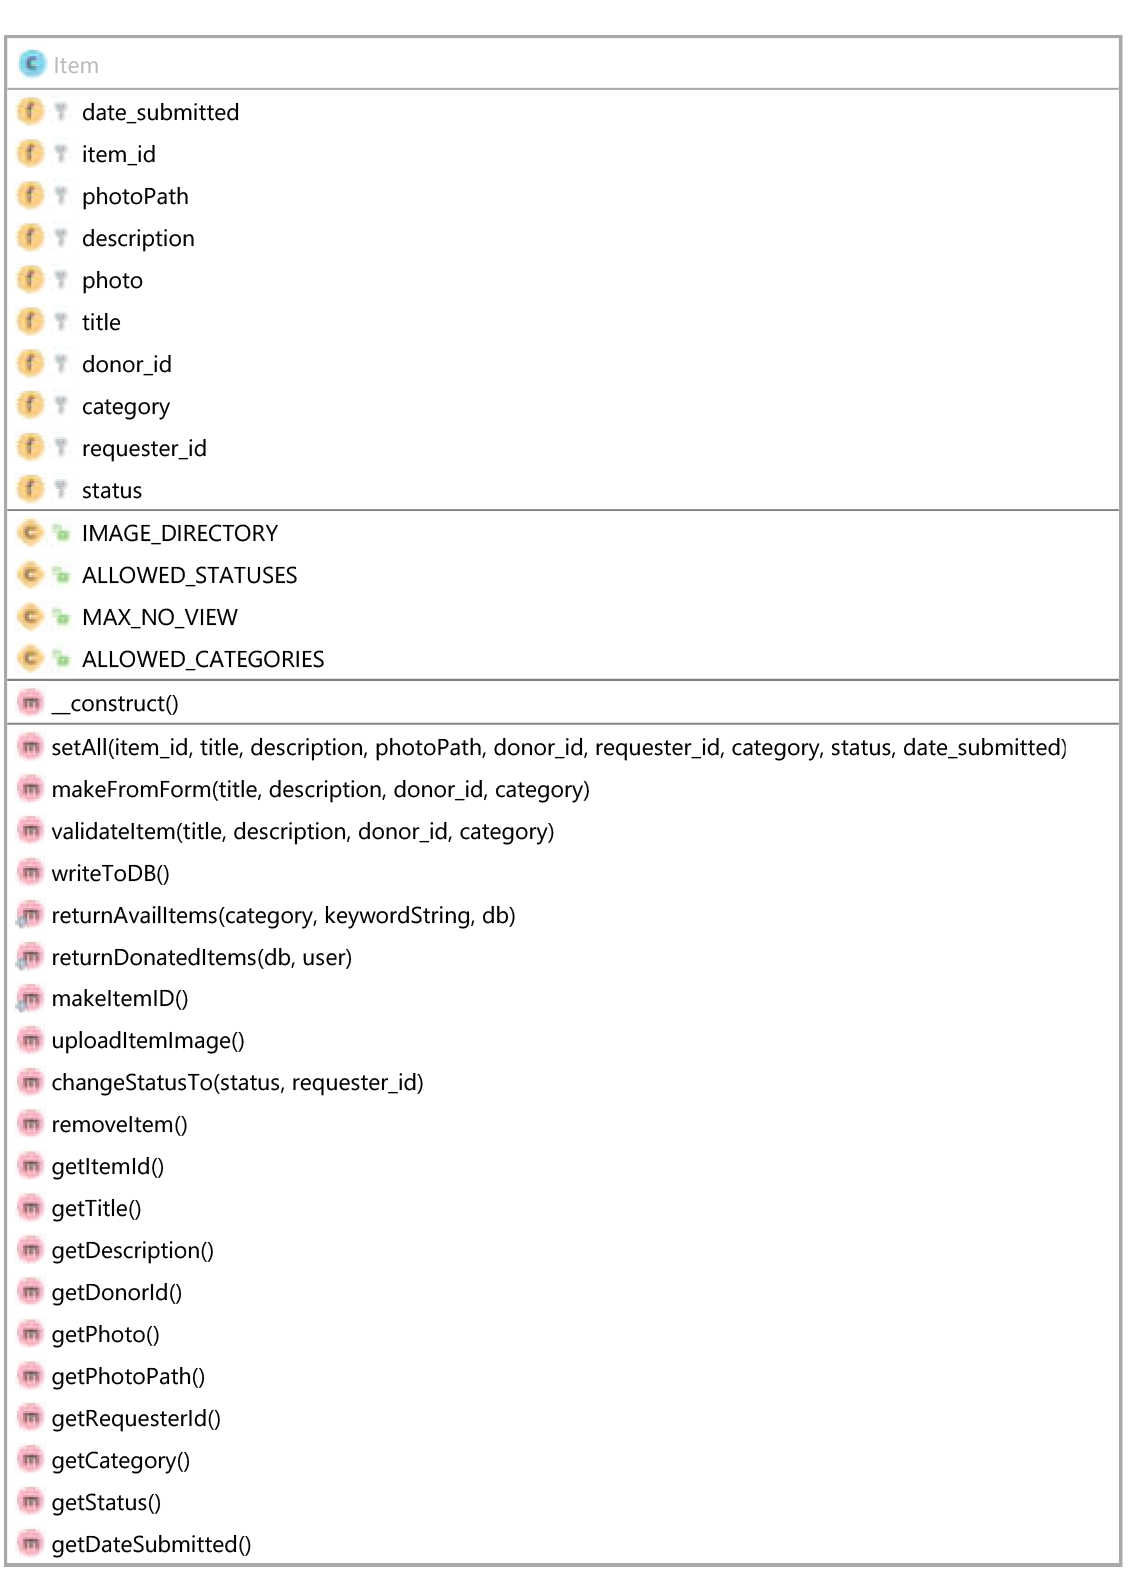 Item
date_submitted
item_id
photoPath
description
photo
title
donor_id
category
requester_id
status
IMAGE_DIRECTORY
ALLOWED_STATUSES
MAX_NO_VIEW
ALLOWED_CATEGORIES
__construct()
setAll(item_id, title, description, photoPath, donor_id, requester_id, category, status, date_submitted)
makeFromForm(title, description, donor_id, category)
validateItem(title, description, donor_id, category)
writeToDB()
returnAvailItems(category, keywordString, db)
returnDonatedItems(db, user)
makeItemID()
uploadItemImage()
changeStatusTo(status, requester_id)
removeItem()
getItemId()
getTitle()
getDescription()
getDonorId()
getPhoto()
getPhotoPath()
getRequesterId()
getCategory()
getStatus()
getDateSubmitted()